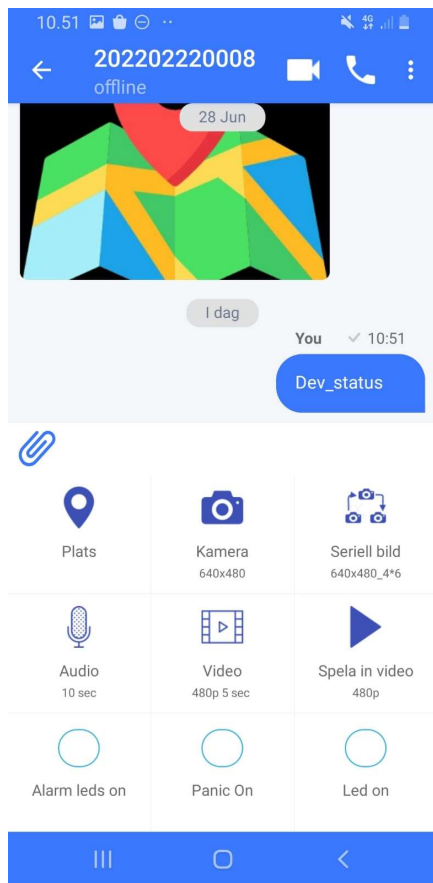 10.51
4G
202202220008
offline
28 Jun
I dag
You 10:51
Dev_status
Plats
Kamera
640x480
Seriell bild
640x480_4*6
Audio
10 sec
Video
480p 5 sec
Spela in video
480p
Alarm leds on
Panic On
Led on